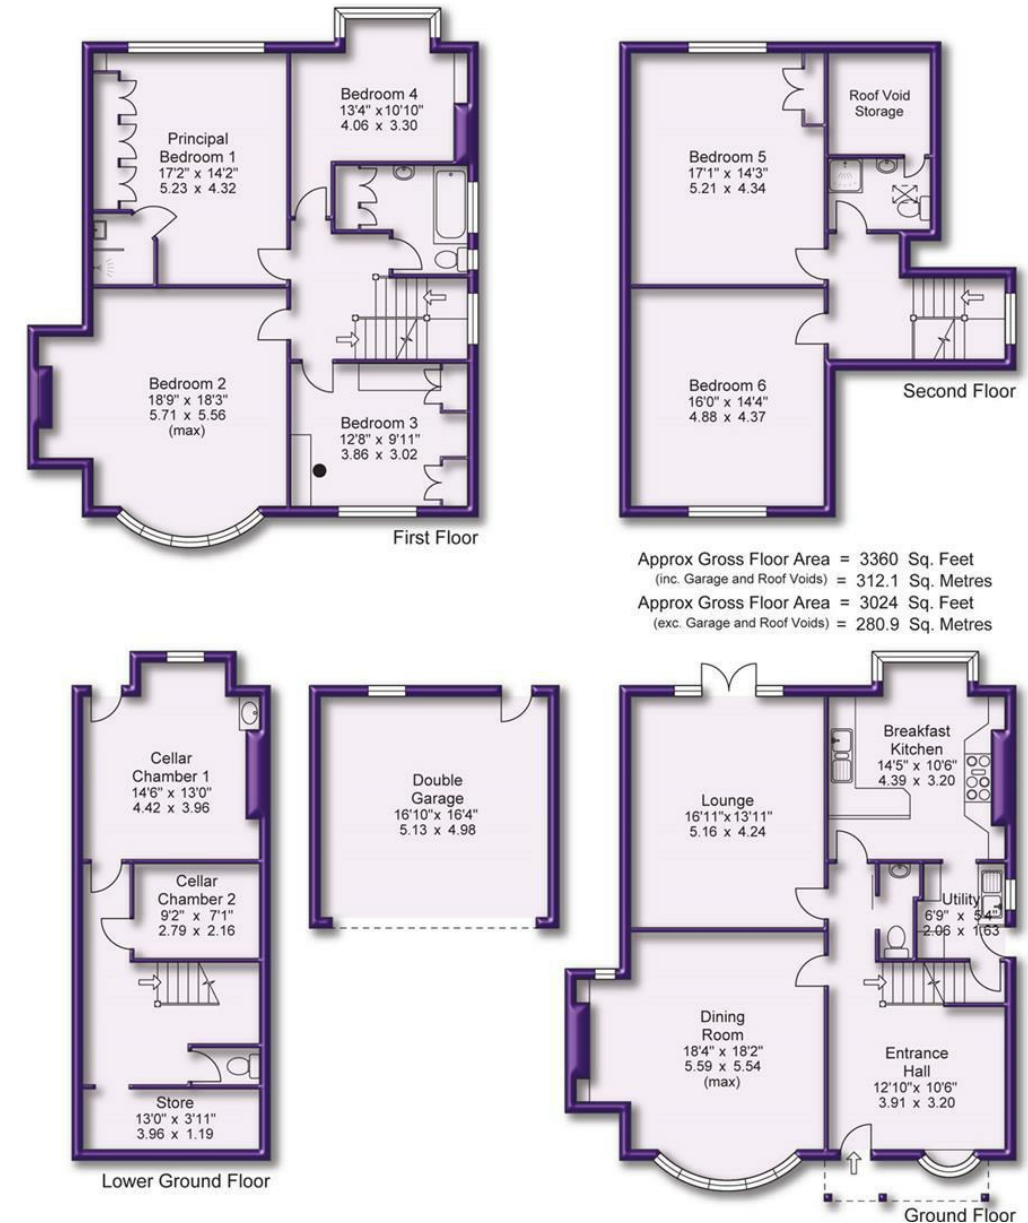 Bedroom 4
13'4" x10'10"
4.06 x 3.30
Principal
Bedroom 1
17'2" x 14'2"
5.23 x 4.32
Bedroom 2
18'9" x 18'3"
5.71 x 5.56
(max)
Bedroom 3
12'8" x 9'11"
3.86 x 3.02
First Floor
Roof Void
Storage
Bedroom 5
17'1" x 14'3"
5.21 x 4.34
Bedroom 6
16'0" x 14'4"
4.88 x 4.37
Second Floor
Approx Gross Floor Area = 3360 Sq. Feet
(inc. Garage and Roof Voids) = 312.1 Sq. Metres
Approx Gross Floor Area = 3024 Sq. Feet
(exc. Garage and Roof Voids) = 280.9 Sq. Metres
Cellar
Chamber 1
14'6" x 13'0"
4.42 x 3.96
Cellar
Chamber 2
9'2" x 7'1"
2.79 x 2.16
Store
13'0" x 3'11"
3.96 x 1.19
Lower Ground Floor
Double
Garage
16'10"x 16'4"
5.13 x 4.98
Breakfast
Kitchen
14'5" x 10'6"
4.39 x 3.20
Lounge
16'11"x 13'11"
5.16 x 4.24
Utility
6'9" x 5'4"
2.06 x 1.63
Dining
Room
18'4" x 18'2"
5.59 x 5.54
(max)
Entrance
Hall
12'10"x 10'6"
3.91 x 3.20
Ground Floor